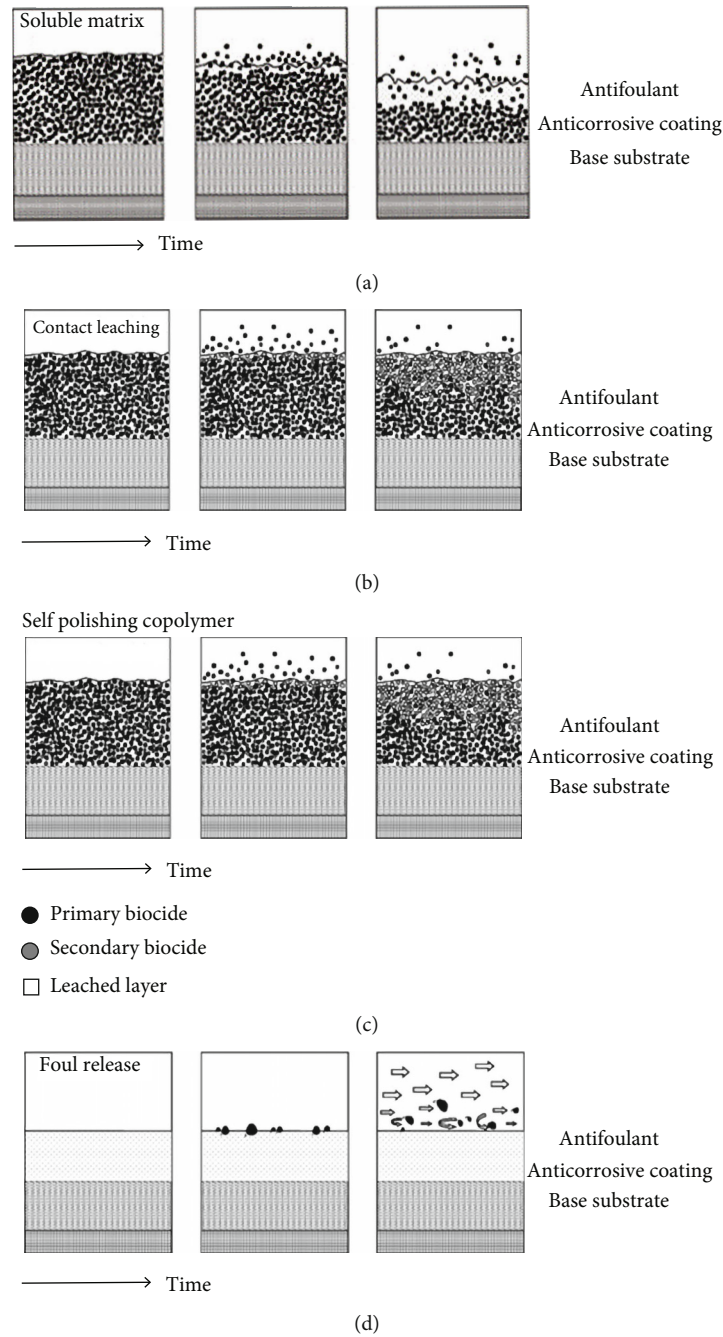 Soluble matrix
Antifoulant
Anticorrosive coating
Base substrate
Time
(a)
Contact leaching
Antifoulant
Anticorrosive coating
Base substrate
Time
(b)
Self polishing copolymer
Antifoulant
Anticorrosive coating
Base substrate
Time
Primary biocide
Secondary biocide
Leached layer
(c)
Foul release
Antifoulant
Anticorrosive coating
Base substrate
Time
(d)